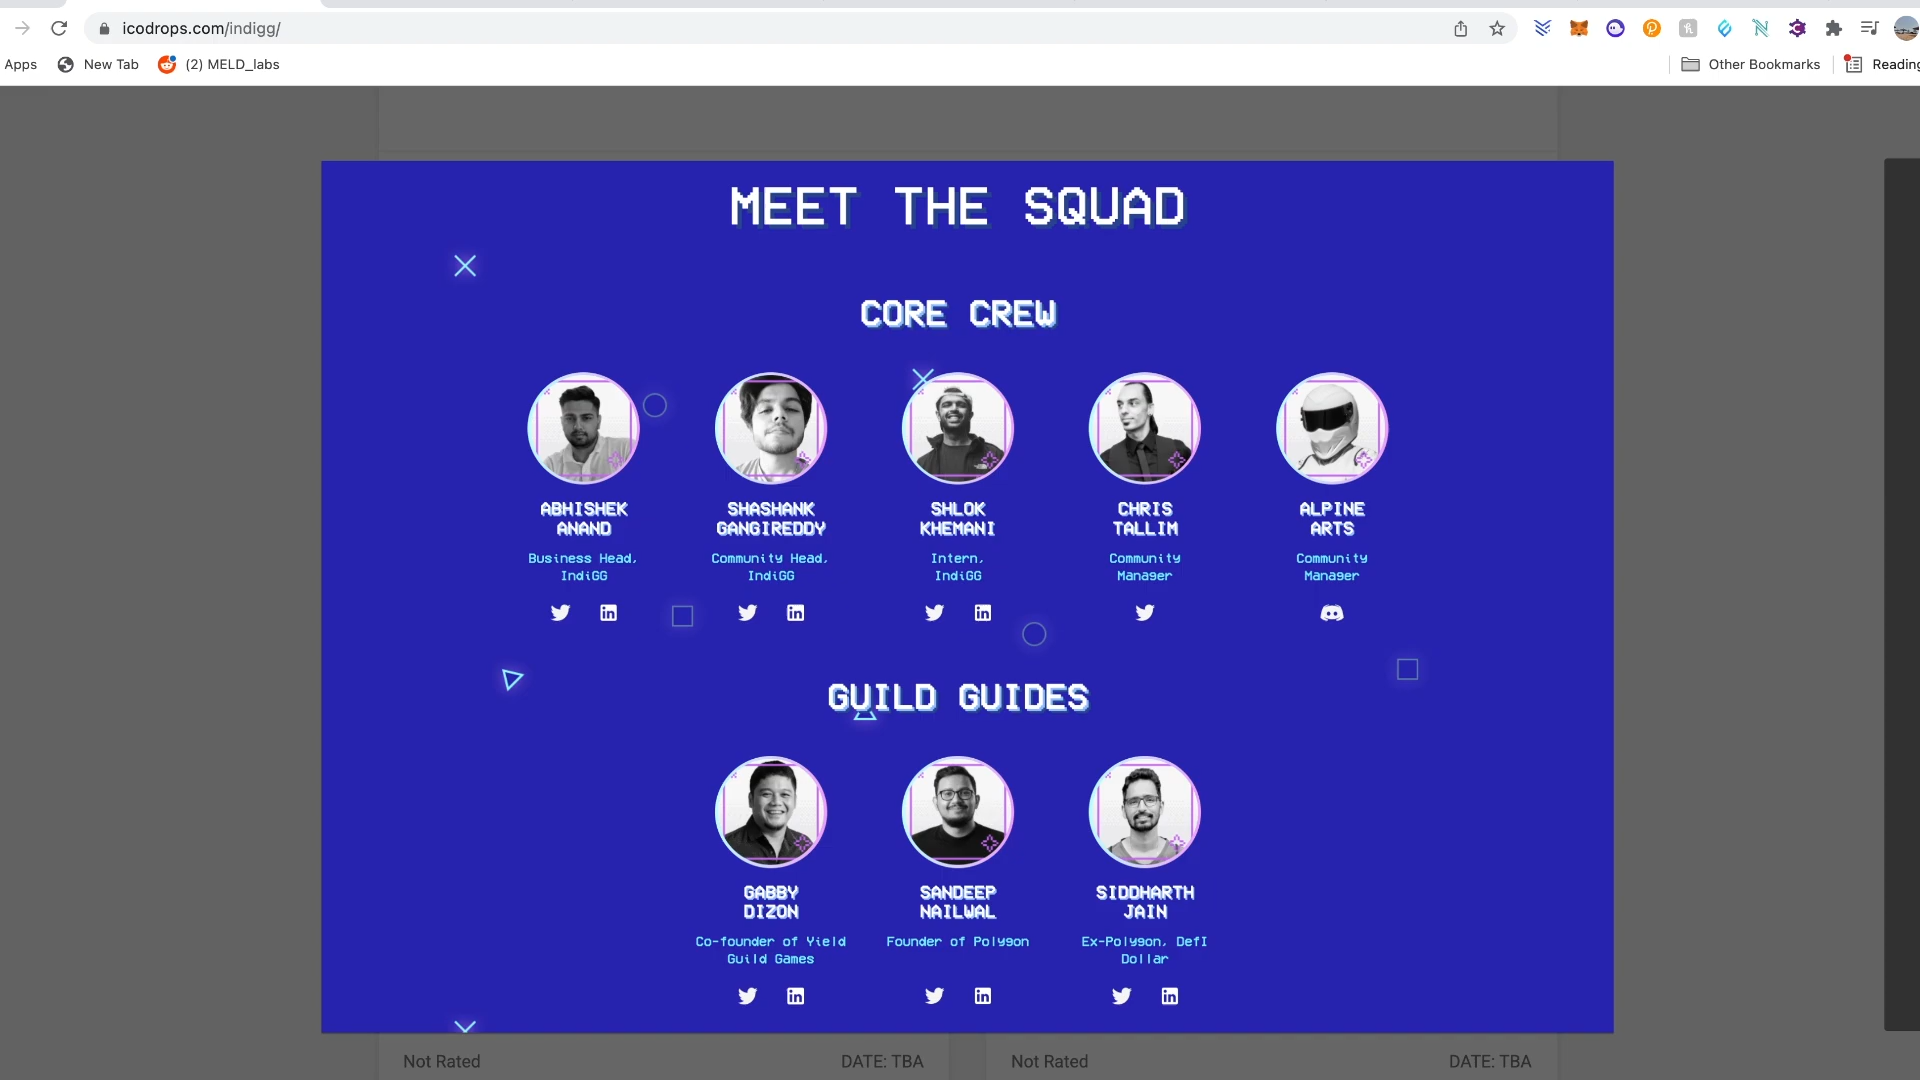 icodrops.com/indigg/
Apps
New Tab
(2) MELD_labs
Other Bookmarks
Reading
MEET THE SQUAD
CORE CREW
ABHISHEK
ANAND
Business Head,
IndiGG
SHASHANK
GANGIREDDY
Community Head,
IndiGG
SHLOK
KHEMANI
Intern,
IndiGG
CHRIS
TALLIM
Community
Manager
ALPINE
ARTS
Community
Manager
GUILD GUIDES
GABBY
DIZON
Co-founder of Yield
Guild Games
SANDEEP
NAILWAL
Founder of Polygon
SIDDHARTH
JAIN
Ex-Polygon, DefI
Dollar
Not Rated
DATE: TBA
Not Rated
DATE: TBA